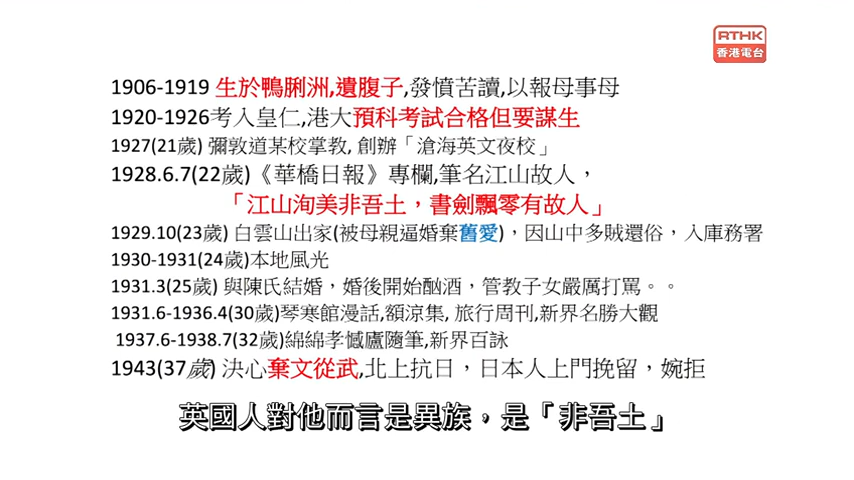 RTHK
香港電台
1906-1919 生於鴨脷洲,遺腹子,發憤苦讀,以報母事母
1920-1926考入皇仁,港大預科考試合格但要謀生
1927(21歲) 彌敦道某校掌教, 創辦「滄海英文夜校」
1928.6.7(22歲)《華橋日報》專欄,筆名江山故人，
「江山洵美非吾土，書劍飄零有故人」
1929.10(23歲) 白雲山出家(被母親逼婚棄舊愛)，因山中多賊還俗，入庫務署
1930-1931(24歲)本地風光
1931.3(25歲) 與陳氏結婚，婚後開始酗酒，管教子女嚴厲打罵。。
1931.6-1936.4(30歲)琴寒館漫話,額涼集, 旅行周刊,新界名勝大觀
1937.6-1938.7(32歲)綿綿孝憾廬隨筆,新界百詠
1943(37歲) 決心棄文從武,北上抗日，日本人上門挽留，婉拒
英國人對他而言是異族，是「非吾土」